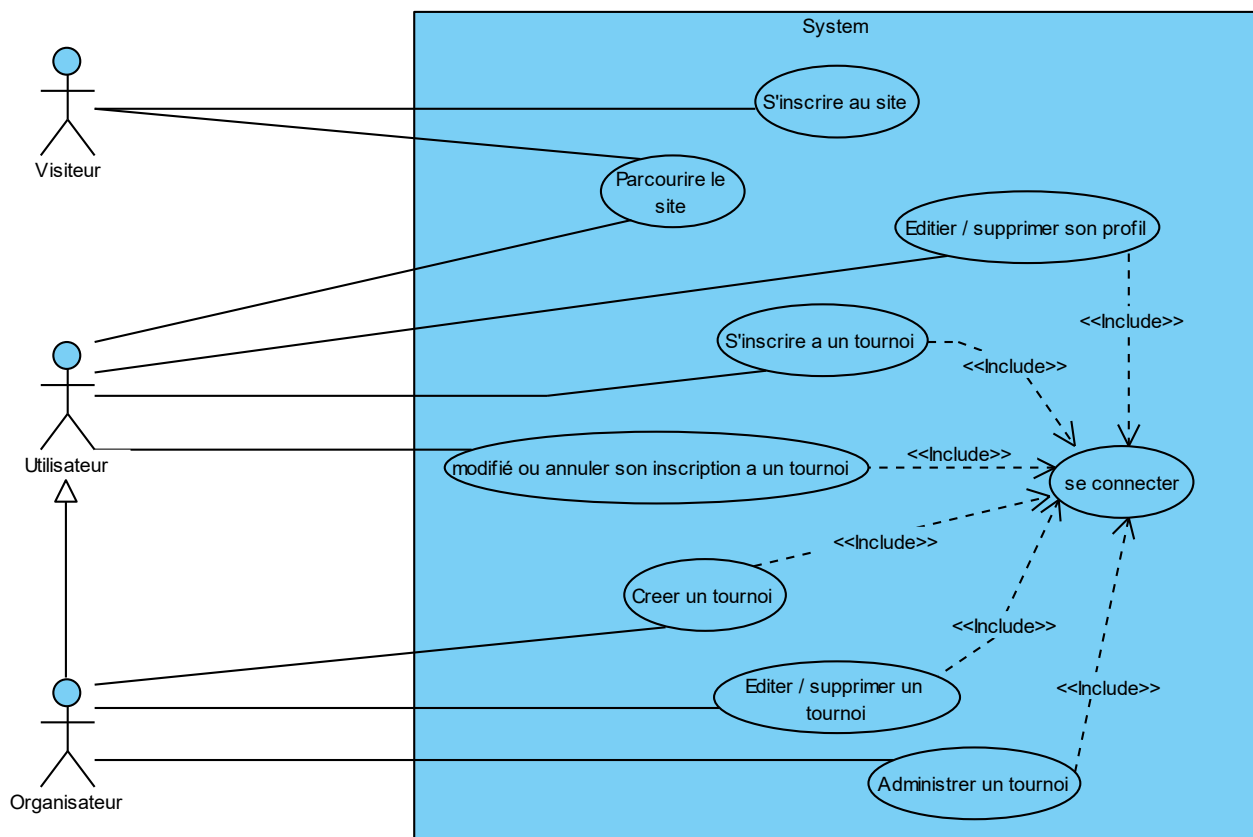 System
S'inscrire au site
Visiteur
Parcourire le
site
Editier / supprimer son profil
<<Include>>
S'inscrire a un tournoi
<<Include>>
Utilisateur
modifié ou annuler son inscription a un tournoi
<<Include>>
se connecter
<<Include>>
Creer un tournoi
<<Include>>
Editer / supprimer un
tournoi
<<Include>>
Administrer un tournoi
Organisateur